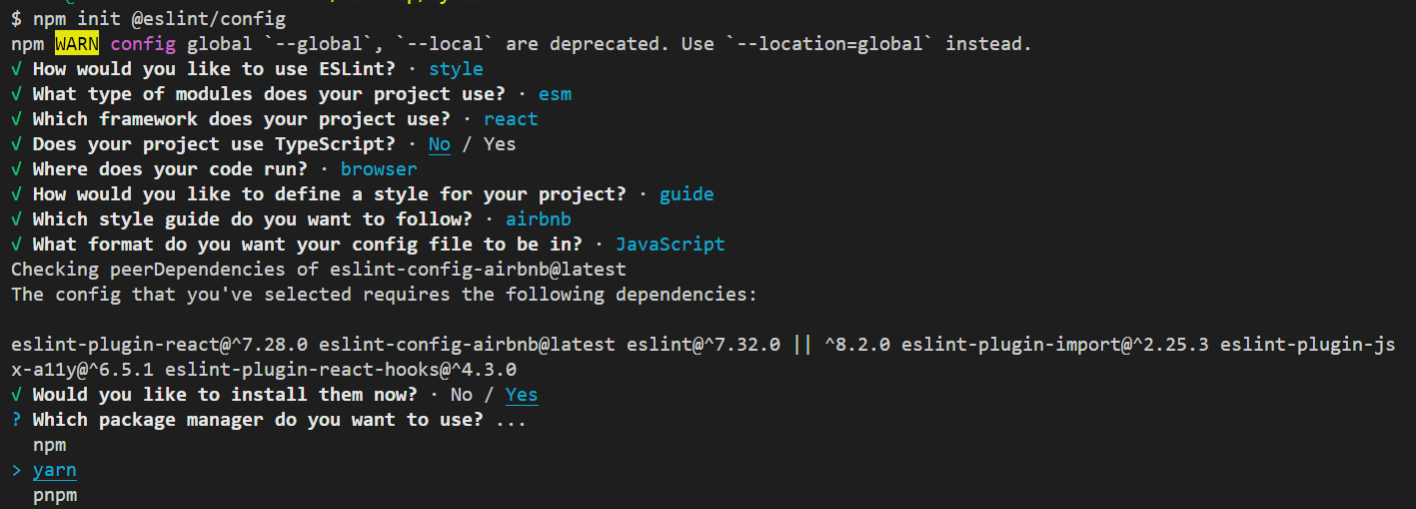 $ npm init @eslint/config
npm WARN config global `--global`, `--local` are deprecated. Use `--location=global` instead.
√ How would you like to use ESLint? · style
√ What type of modules does your project use? · esm
√ Which framework does your project use? · react
√ Does your project use TypeScript? · No / Yes
√ Where does your code run? · browser
√ How would you like to define a style for your project? · guide
√ Which style guide do you want to follow? · airbnb
√ What format do you want your config file to be in? · JavaScript
Checking peerDependencies of eslint-config-airbnb@latest
The config that you've selected requires the following dependencies:

eslint-plugin-react@^7.28.0 eslint-config-airbnb@latest eslint@^7.32.0 || ^8.2.0 eslint-plugin-import@^2.25.3 eslint-plugin-js
x-a11y@^6.5.1 eslint-plugin-react-hooks@^4.3.0
√ Would you like to install them now? · No / Yes
? Which package manager do you want to use? ...
  npm
> yarn
  pnpm